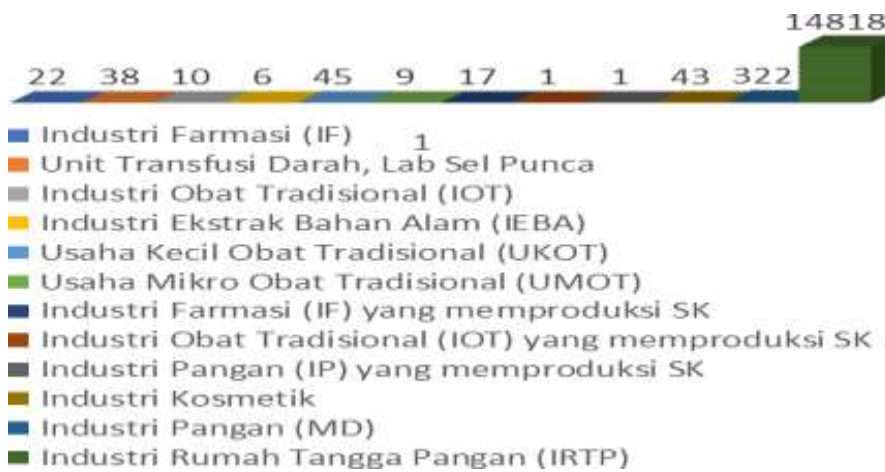 14818
22 38 10 6 45 9 17 1 1 43 322
Industri Farmasi (IF)
1
Unit Transfusi Darah, Lab Sel Punca
Industri Obat Tradisional (IOT)
Industri Ekstrak Bahan Alam (IEBA)
Usaha Kecil Obat Tradisional (UKOT)
Usaha Mikro Obat Tradisional (UMOT)
Industri Farmasi (IF) yang memproduksi SK
Industri Obat Tradisional (IOT) yang memproduksi SK
Industri Pangan (IP) yang memproduksi SK
Industri Kosmetik
Industri Pangan (MD)
Industri Rumah Tangga Pangan (IRTP)